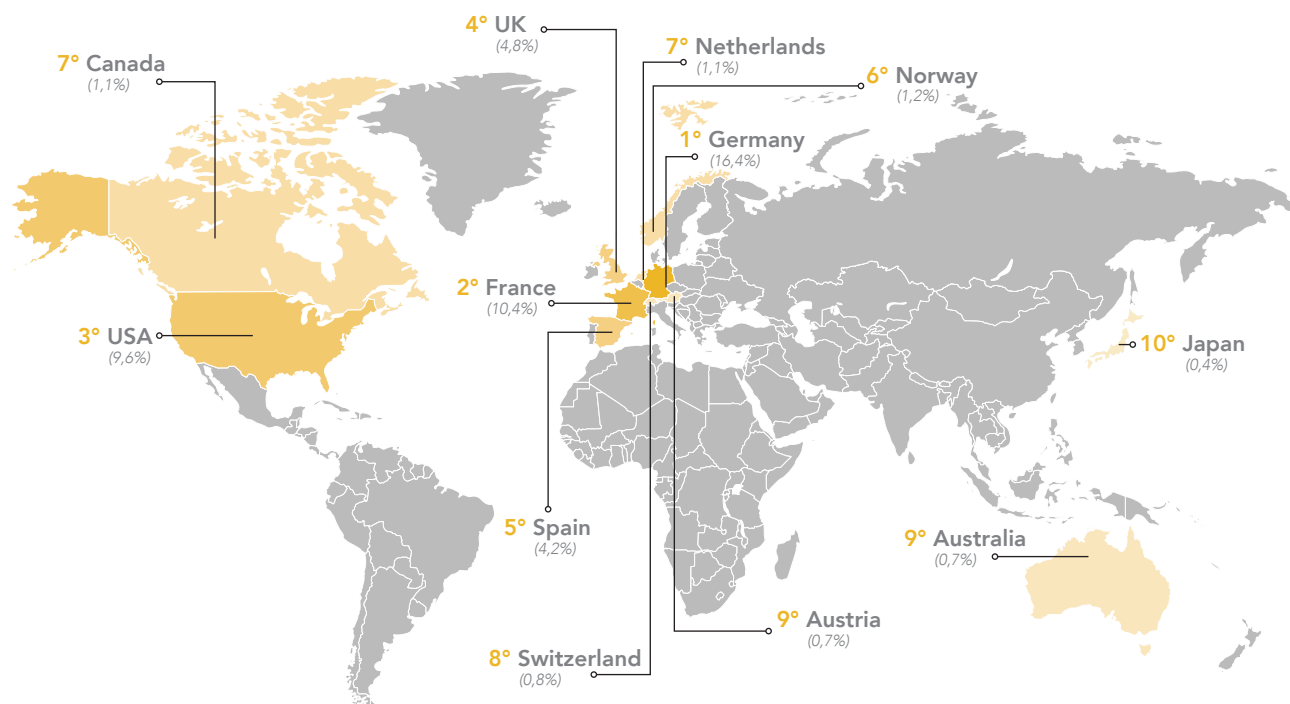 4° UK
(4,8%)
7° Canada
(1,1%)
7° Netherlands
(1,1%)
6° Norway
(1,2%)
1° Germany
(16,4%)
2° France
(10,4%)
3° USA
(9,6%)
10° Japan
(0,4%)
5° Spain
(4,2%)
9° Australia
(0,7%)
9° Austria
(0,7%)
8° Switzerland
(0,8%)